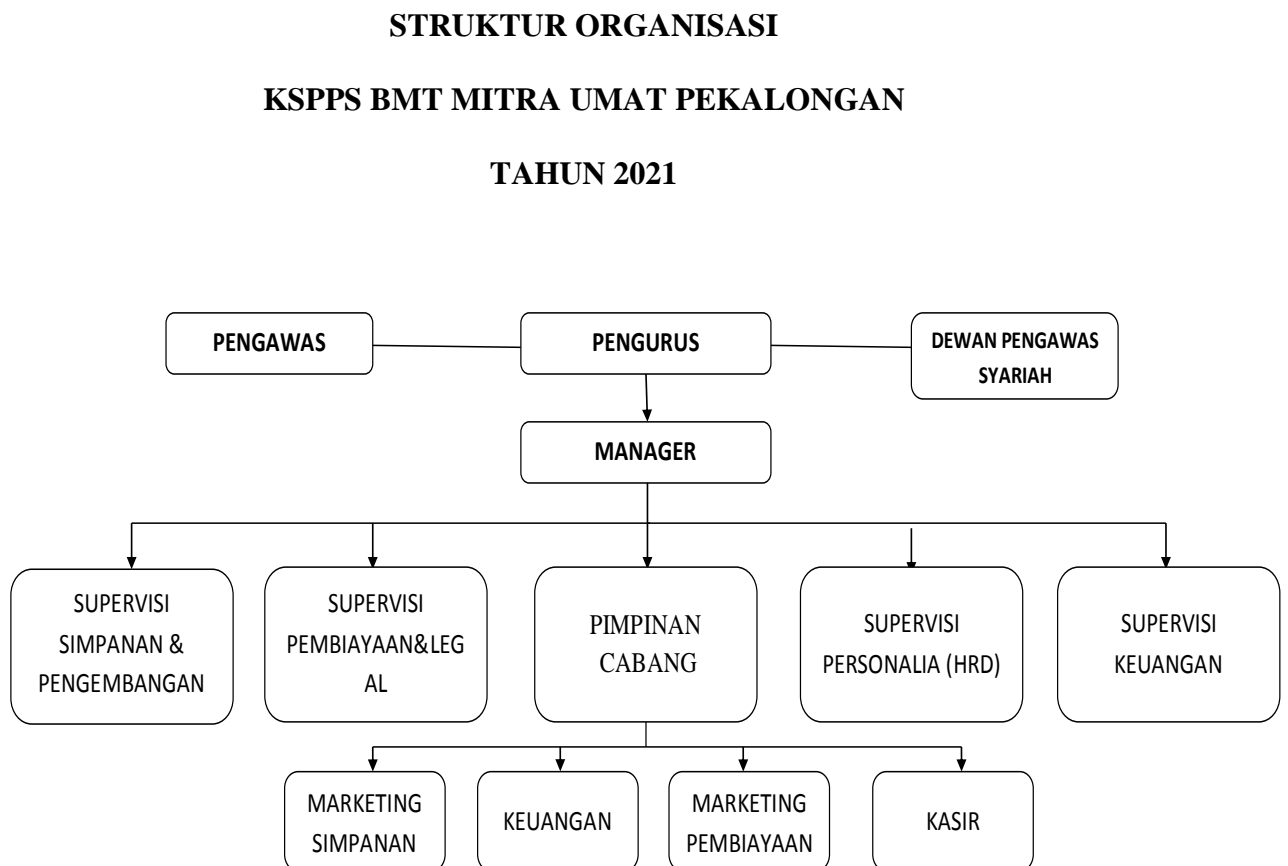 STRUKTUR ORGANISASI
KSPPS BMT MITRA UMAT PEKALONGAN
TAHUN 2021
PENGAWAS
PENGURUS
DEWAN PENGAWAS
SYARIAH
MANAGER
SUPERVISI
SIMPANAN &
PENGEMBANGAN
SUPERVISI
PEMBIAYAAN&LEG
AL
PIMPINAN
CABANG
SUPERVISI
PERSONALIA (HRD)
SUPERVISI
KEUANGAN
MARKETING
SIMPANAN
KEUANGAN
MARKETING
PEMBIAYAAN
KASIR